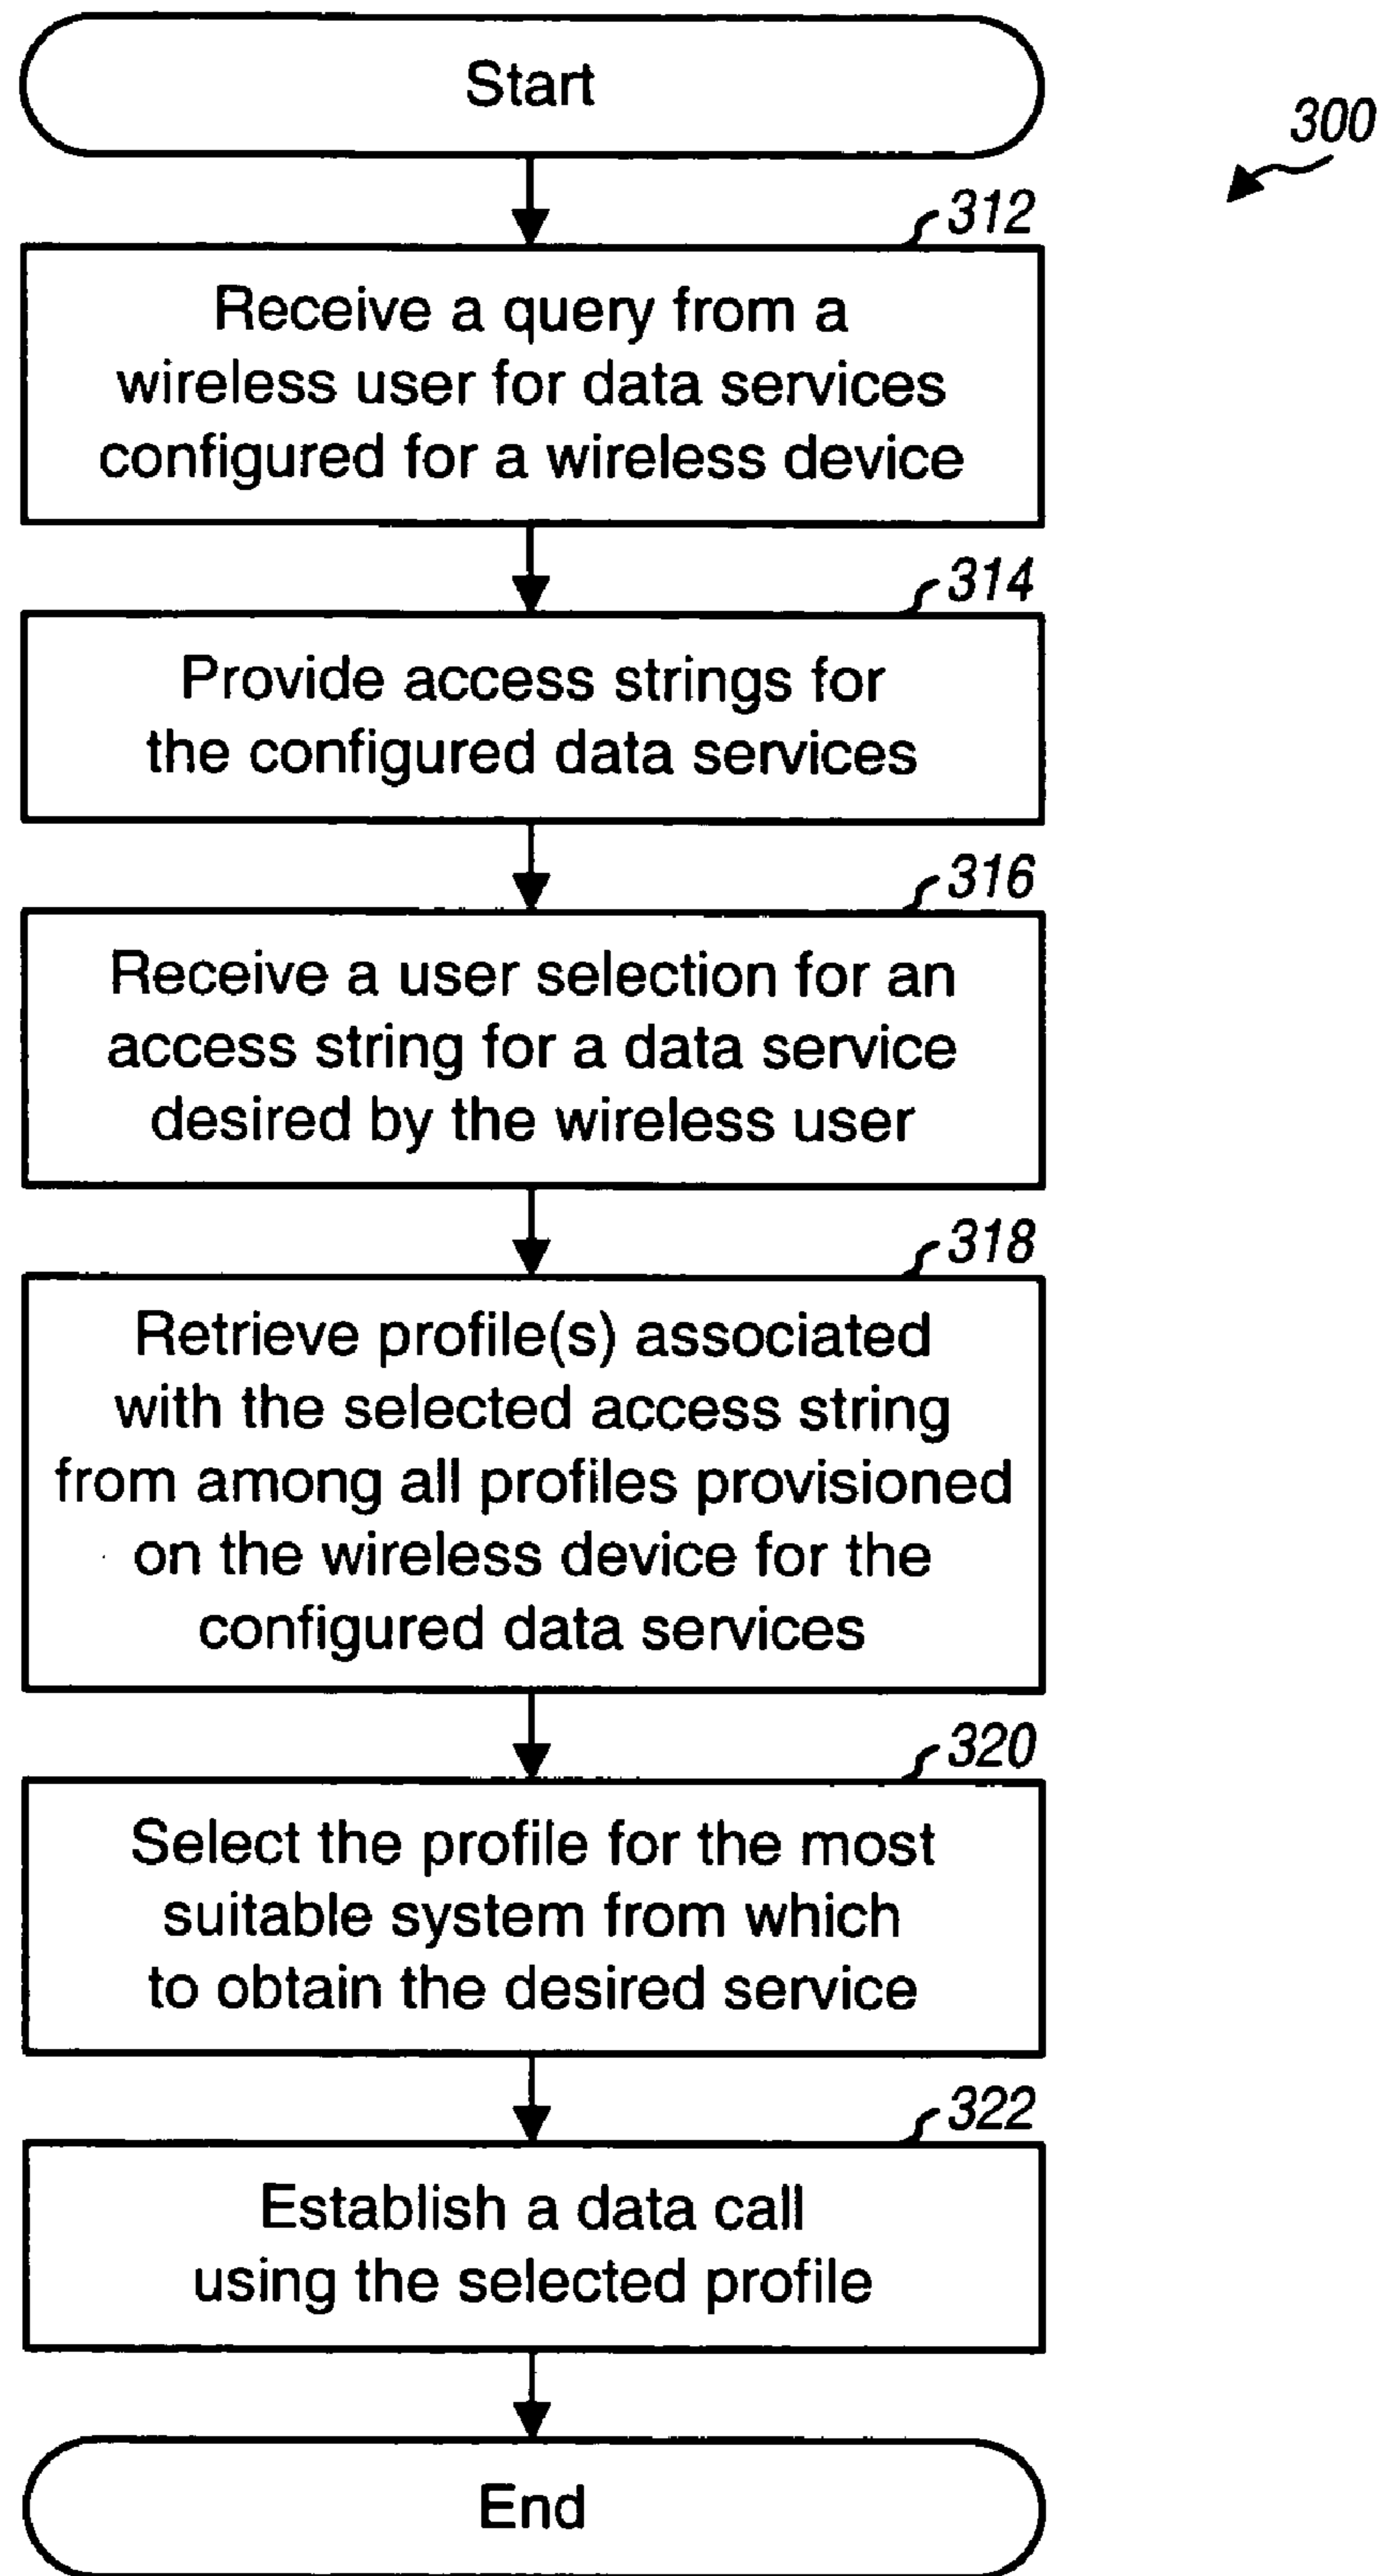 Start
300
312
Receive a query from a
wireless user for data services
configured for a wireless device
314
Provide access strings for
the configured data services
316
Receive a user selection for an
access string for a data service
desired by the wireless user
318
Retrieve profile(s) associated
with the selected access string
from among all profiles provisioned
on the wireless device for the
configured data services
320
Select the profile for the most
suitable system from which
to obtain the desired service
322
Establish a data call
using the selected profile
End